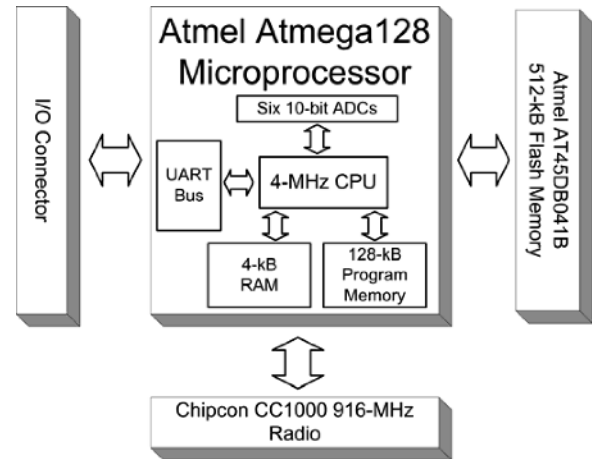 Atmel Atmega128
Microprocessor
Six 10-bit ADCs
UART
Bus
4-MHz CPU
4-kB
RAM
128-kB
Program
Memory
I/O Connector
Atmel AT45DB041B
512-kB Flash Memory
Chipcon CC1000 916-MHz
Radio